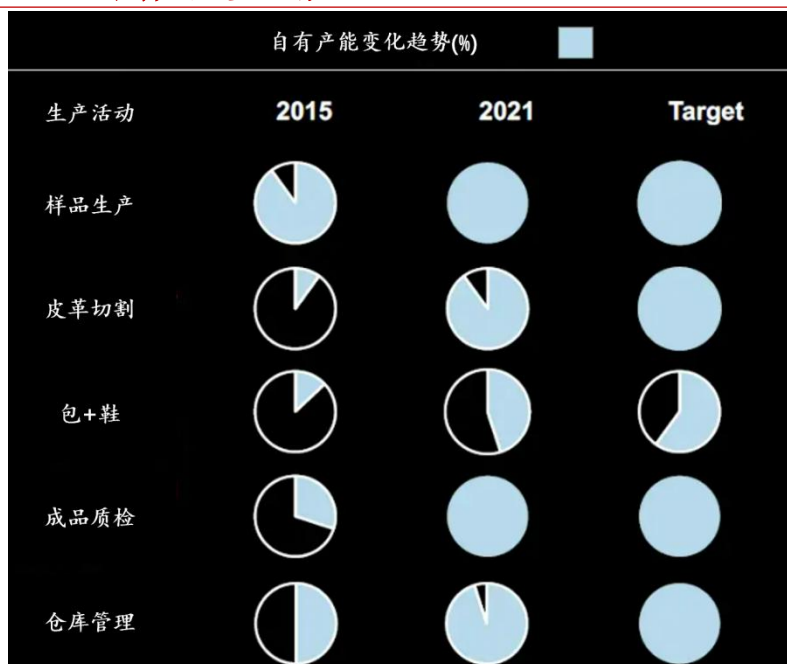 自有产能变化趋势(%)
生产活动 2015 2021 Target
样品生产
皮革切割
包+鞋
成品质检
仓库管理